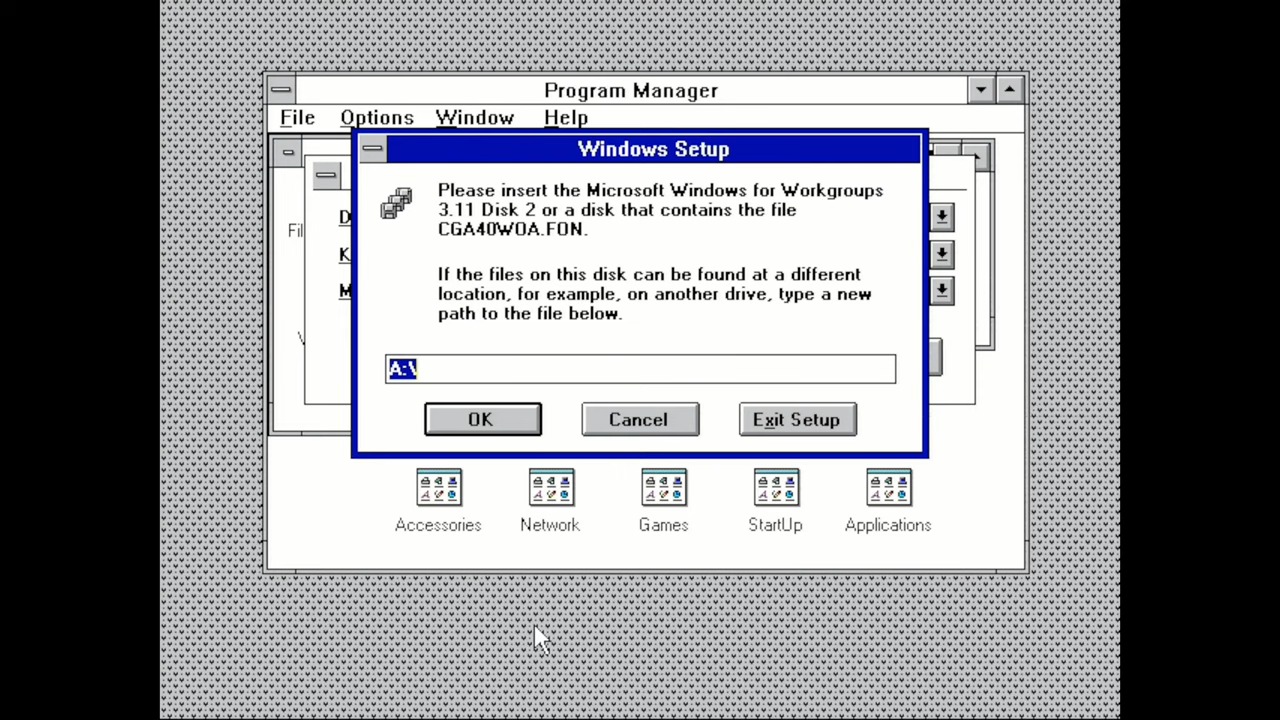 Program Manager
File Options Window Help
Windows Setup
Please insert the Microsoft Windows for Workgroups
3.11 Disk 2 or a disk that contains the file
CGA40WOA.FON.
If the files on this disk can be found at a different
location, for example, on another drive, type a new
path to the file below.
D
Fil
K
M
A:\
OK Cancel Exit Setup
Accessories Network Games StartUp Applications